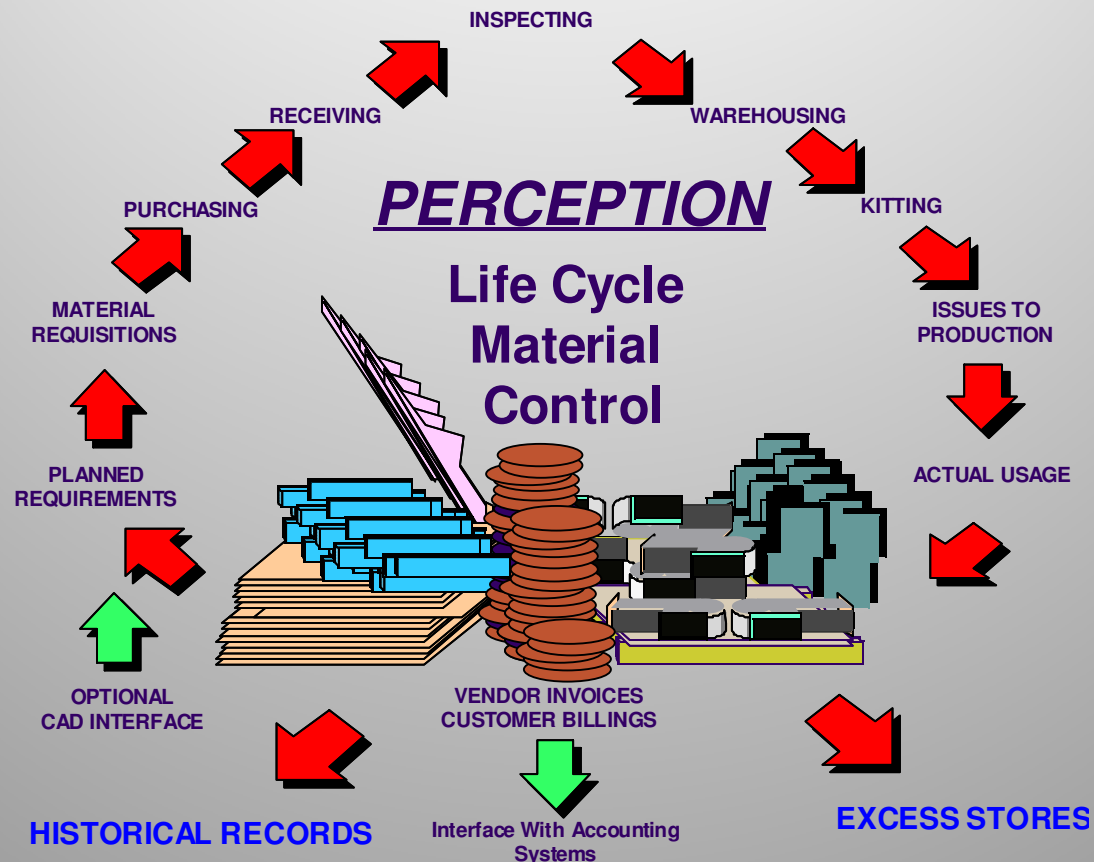 INSPECTING
RECEIVING
WAREHOUSING
PURCHASING
PERCEPTION
KITTING
Life Cycle
Material
Control
MATERIAL
REQUISITIONS
ISSUES TO
PRODUCTION
PLANNED
REQUIREMENTS
ACTUAL USAGE
OPTIONAL
CAD INTERFACE
VENDOR INVOICES
CUSTOMER BILLINGS
HISTORICAL RECORDS
Interface With Accounting
Systems
EXCESS STORES